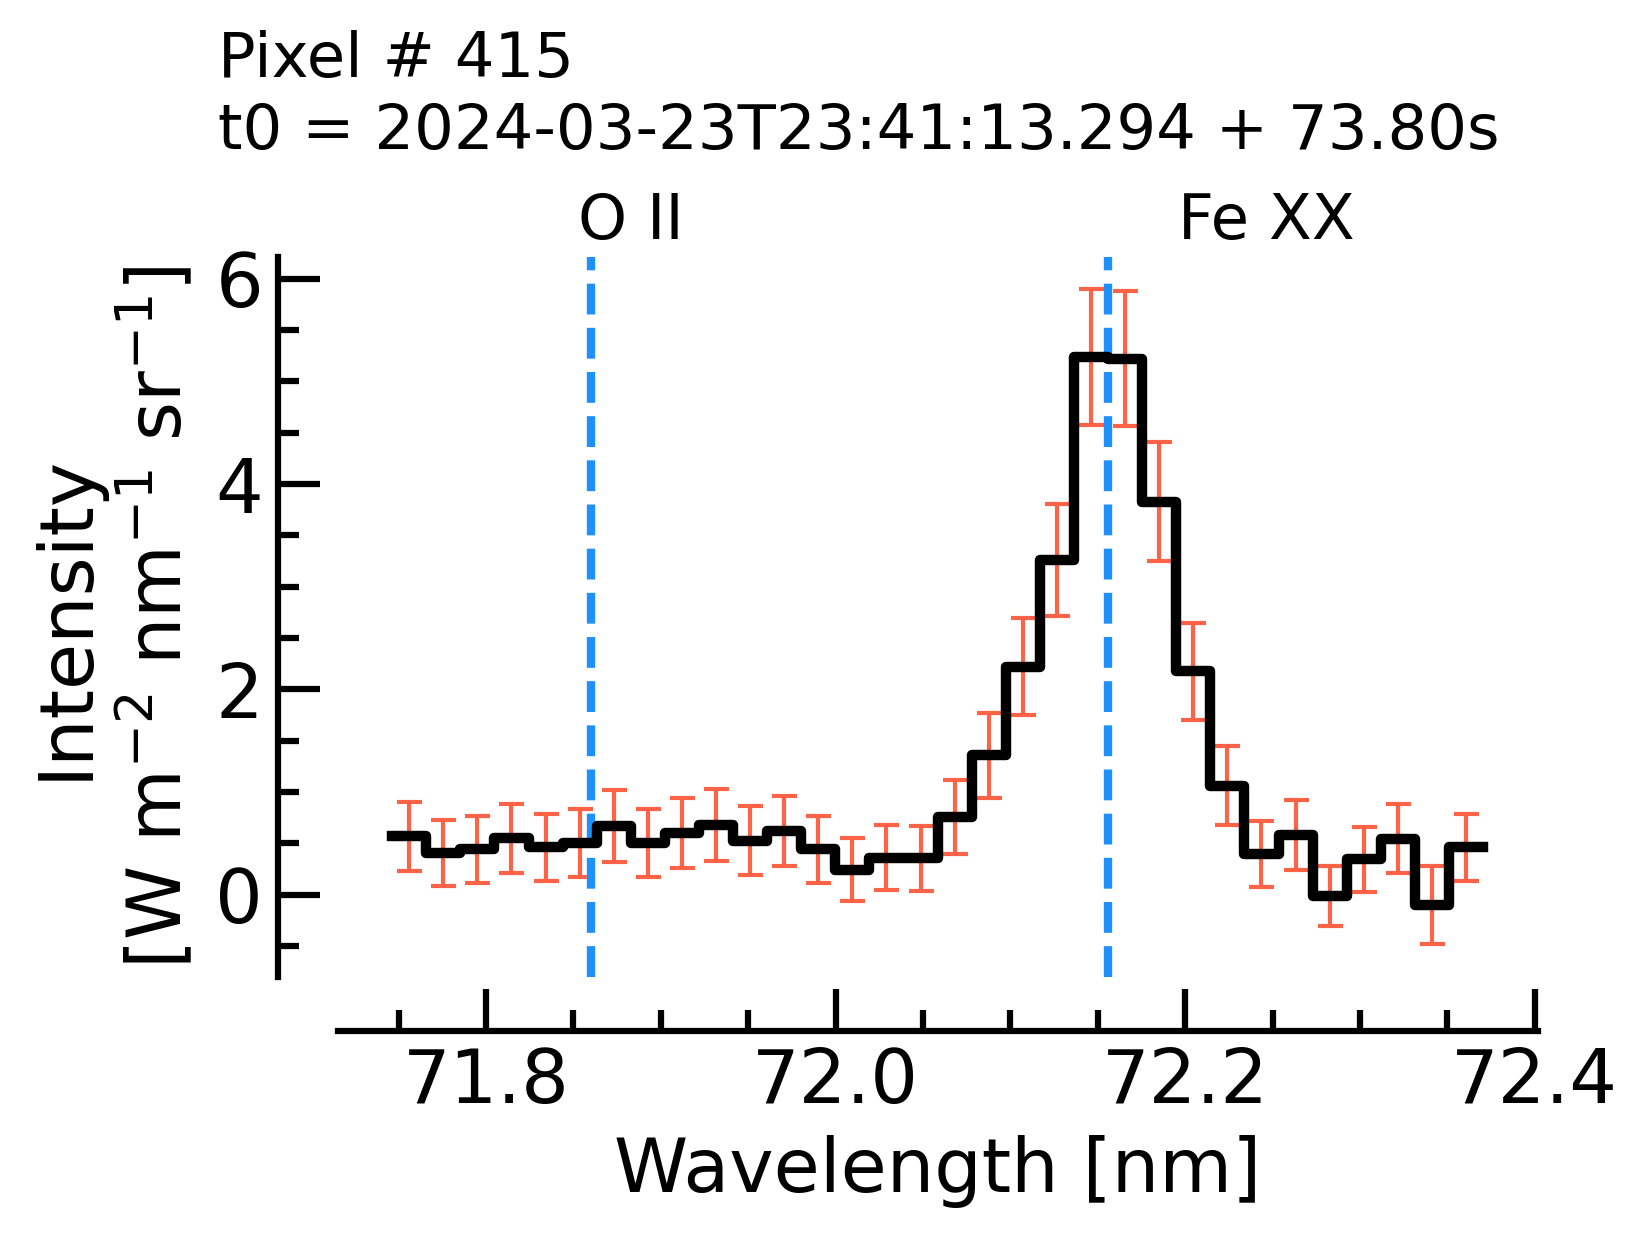 Pixel # 415
t0 = 2024-03-23T23:41:13.294 + 73.80s
O II
Fe XX
Intensity
[W m⁻² nm⁻¹ sr⁻¹]
6
4
2
0
71.8 72.0 72.2 72.4
Wavelength [nm]